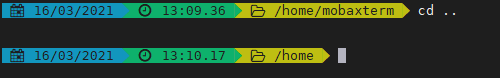 16/03/2021 13:09.36 /home/mobaxterm cd ..
16/03/2021 13:10.17 /home